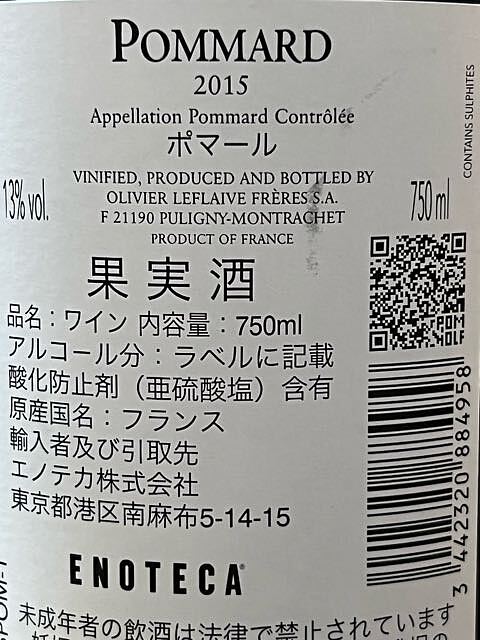 POMMARD
2015
Appellation Pommard Contrôlée
ポマール
VINIFIED, PRODUCED AND BOTTLED BY
OLIVIER LEFLAIVE FRÈRES S.A.
F 21190 PULIGNY-MONTRACHET
PRODUCT OF FRANCE
13% vol.
750 ml
CONTAINS SULPHITES
果実酒
品名：ワイン 内容量：750ml
アルコール分：ラベルに記載
酸化防止剤（亜硫酸塩）含有
原産国名：フランス
輸入者及び引取先
エノテカ株式会社
東京都港区南麻布5-14-15
3 442320 884958
ENOTECA
未成年者の飲酒は法律で禁止されています